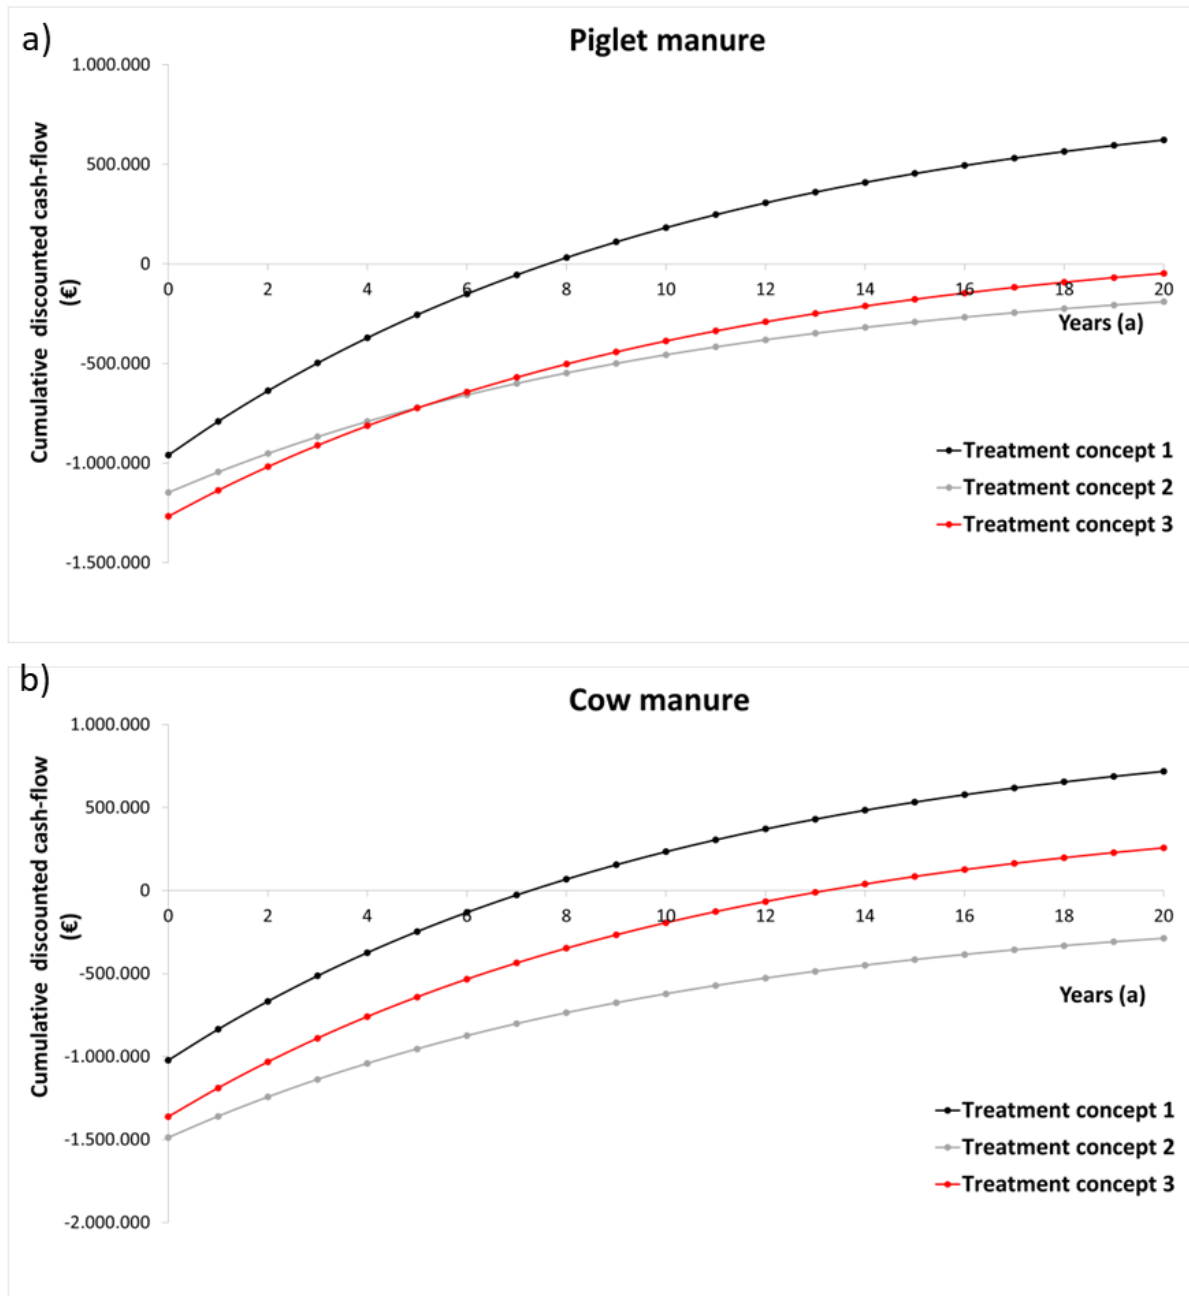 a)
Piglet manure
Cumulative discounted cash-flow
(€)
1.000.000
500.000
0
-500.000
-1.000.000
-1.500.000
0 2 4 6 8 10 12 14 16 18 20
Years (a)
Treatment concept 1
Treatment concept 2
Treatment concept 3
b)
Cow manure
Cumulative discounted cash-flow
(€)
1.000.000
500.000
0
-500.000
-1.000.000
-1.500.000
-2.000.000
0 2 4 6 8 10 12 14 16 18 20
Years (a)
Treatment concept 1
Treatment concept 2
Treatment concept 3